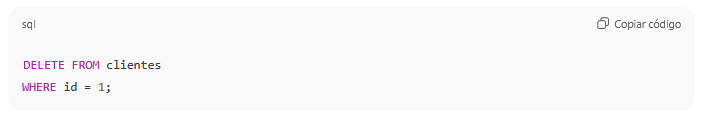 sql
Copiar código
DELETE FROM clientes
WHERE id = 1;